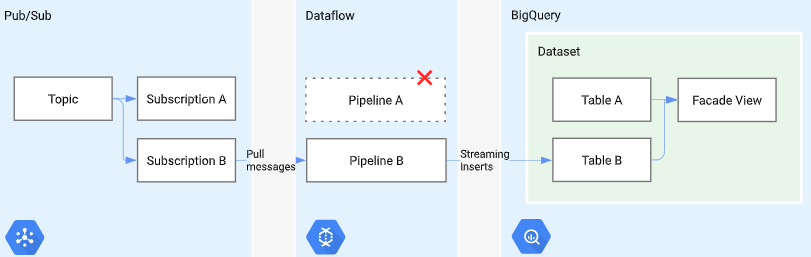 Pub/Sub
Dataflow
BigQuery
Dataset
Topic
Subscription A
Pipeline A
Table A
Facade View
Subscription B
Pull
messages
Pipeline B
Streaming
inserts
Table B